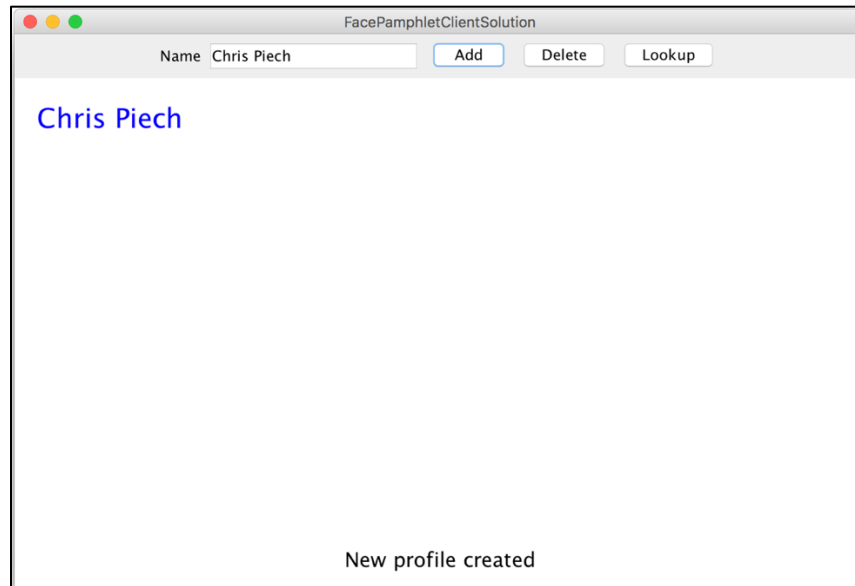 FacePamphletClientSolution
Name Chris Piech Add Delete Lookup
Chris Piech
New profile created